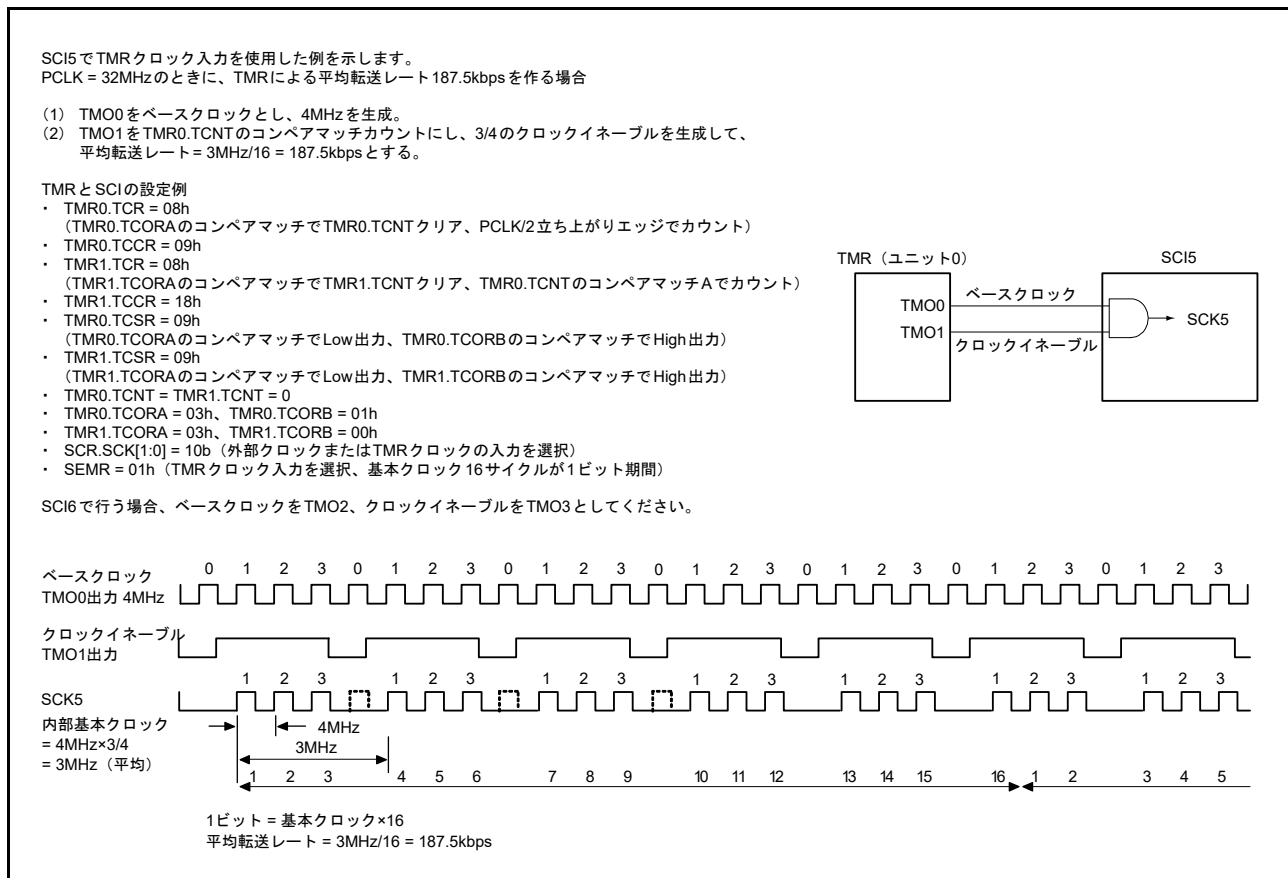 SCI5でTMRクロック入力を使用した例を示します。
PCLK = 32MHzのときに、TMRによる平均転送レート187.5kbpsを作る場合
(1) TMO0をベースクロックとし、4MHzを生成。
(2) TMO1をTMR0.TCNTのコンペアマッチカウントにし、3/4のクロックイネーブルを生成して、
平均転送レート= 3MHz/16 = 187.5kbpsとする。
TMRとSCIの設定例
・ TMR0.TCR = 08h
(TMR0.TCORAのコンペアマッチでTMR0.TCNTクリア、PCLK/2立ち上がりエッジでカウント)
・ TMR0.TCCR = 09h
・ TMR1.TCR = 08h
(TMR1.TCORAのコンペアマッチでTMR1.TCNTクリア、TMR0.TCNTのコンペアマッチAでカウント)
・ TMR1.TCCR = 18h
・ TMR0.TCSR = 09h
(TMR0.TCORAのコンペアマッチでLow出力、TMR0.TCORBのコンペアマッチでHigh出力)
・ TMR1.TCSR = 09h
(TMR1.TCORAのコンペアマッチでLow出力、TMR1.TCORBのコンペアマッチでHigh出力)
・ TMR0.TCNT = TMR1.TCNT = 0
・ TMR0.TCORA = 03h、TMR0.TCORB = 01h
・ TMR1.TCORA = 03h、TMR1.TCORB = 00h
・ SCR.SCK[1:0] = 10b（外部クロックまたはTMRクロックの入力を選択）
・ SEMR = 01h（TMRクロック入力を選択、基本クロック16サイクルが1ビット期間）
SCI6で行う場合、ベースクロックをTMO2、クロックイネーブルをTMO3としてください。
TMR（ユニット0）
SCI5
TMO0
ベースクロック
TMO1
クロックイネーブル
SCK5
0 1 2 3 0 1 2 3 0 1 2 3 0 1 2 3 0 1 2 3 0 1 2 3 0 1 2 3
ベースクロック
TMO0出力 4MHz
クロックイネーブル
TMO1出力
1 2 3 1 2 3 1 2 3 1 2 3 1 2 3 1 2 3 1 2 3
SCK5
内部基本クロック
= 4MHz×3/4
= 3MHz（平均）
4MHz
3MHz
1 2 3 4 5 6 7 8 9 10 11 12 13 14 15 16 1 2 3 4 5
1ビット = 基本クロック×16
平均転送レート = 3MHz/16 = 187.5kbps